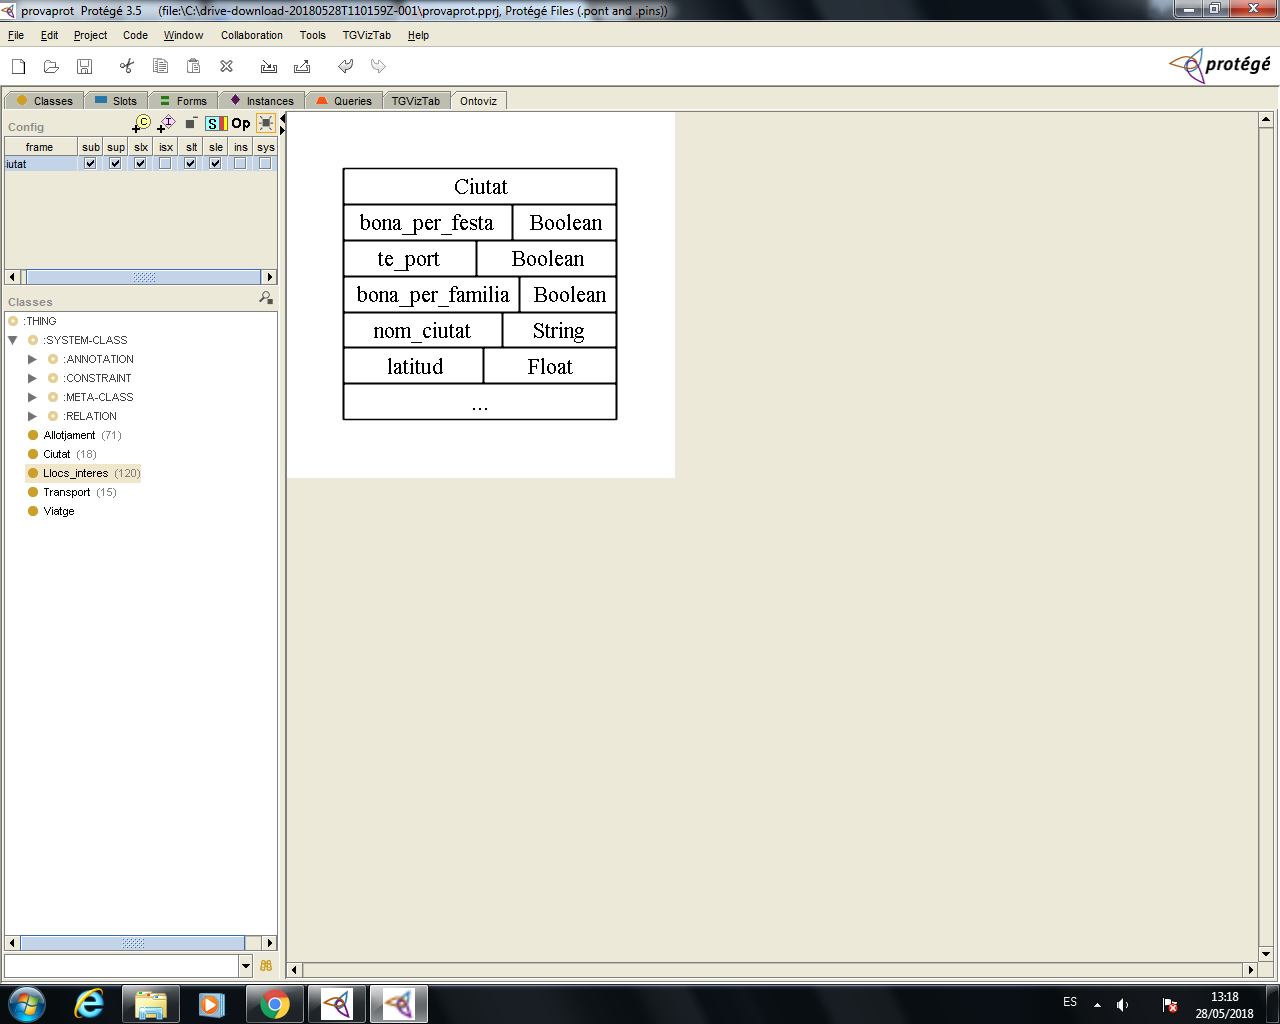 provaprot Protégé 3.5 (file:\C:\drive-download-20180528T110159Z-001\provaprot.pprj, Protégé Files (.pont and .pins))
File Edit Project Code Window Collaboration Tools TGVizTab Help
protégé
Classes Slots Forms Instances Queries TGVizTab Ontoviz
Config C I S Op
frame sub sup slx isx slt sle ins sys
iutat
Classes
:THING
:SYSTEM-CLASS
:ANNOTATION
:CONSTRAINT
:META-CLASS
:RELATION
Allotjament (71)
Ciutat (18)
Llocs_interes (120)
Transport (15)
Viatge
Ciutat
bona_per_festa Boolean
te_port Boolean
bona_per_familia Boolean
nom_ciutat String
latitud Float
...
ES
13:18
28/05/2018